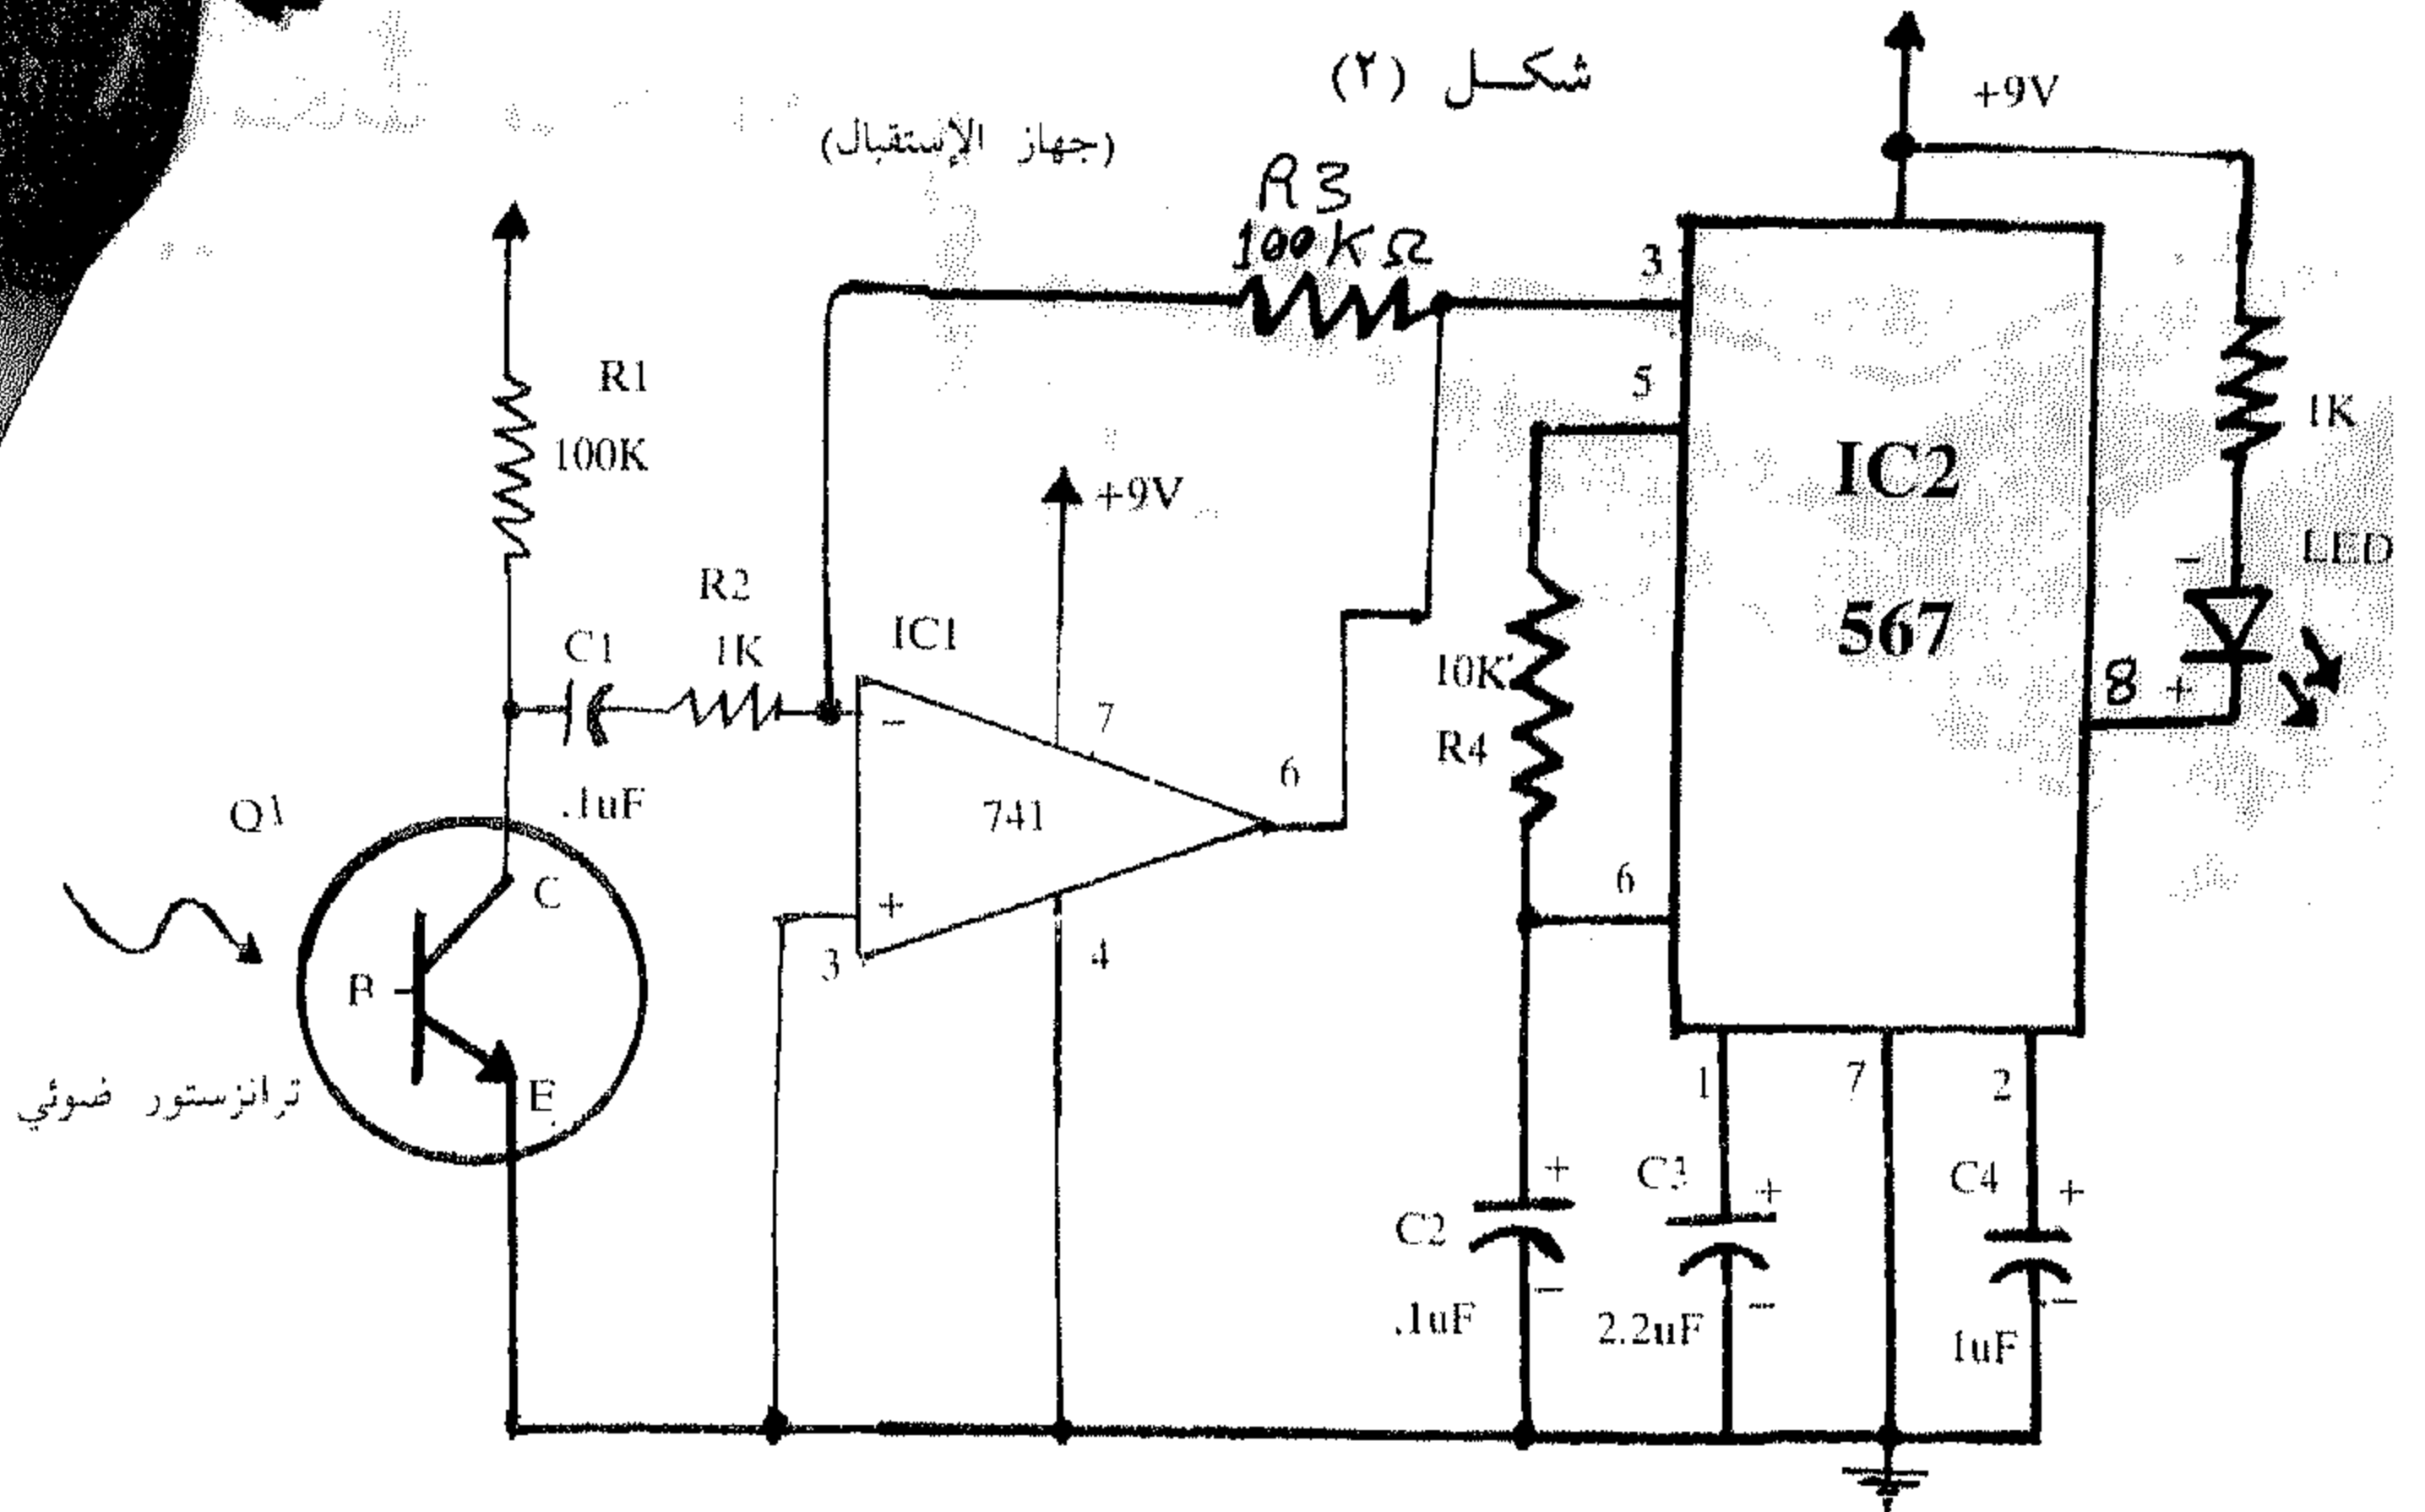 شكل (٢)
(جهاز الإستقبال)
+9V
R3
100KΩ
3
5
R1
100K
+9V
IC2
567
1K
LED
-
8
+
R2
1K
C1
.1uF
IC1
-
7
741
6
+
3
4
10K
R4
6
Q1
C
B
E
ترانزستور ضوئي
1
7
2
C2
+
-
.1uF
C3
+
-
2.2uF
C4
+
-
1uF